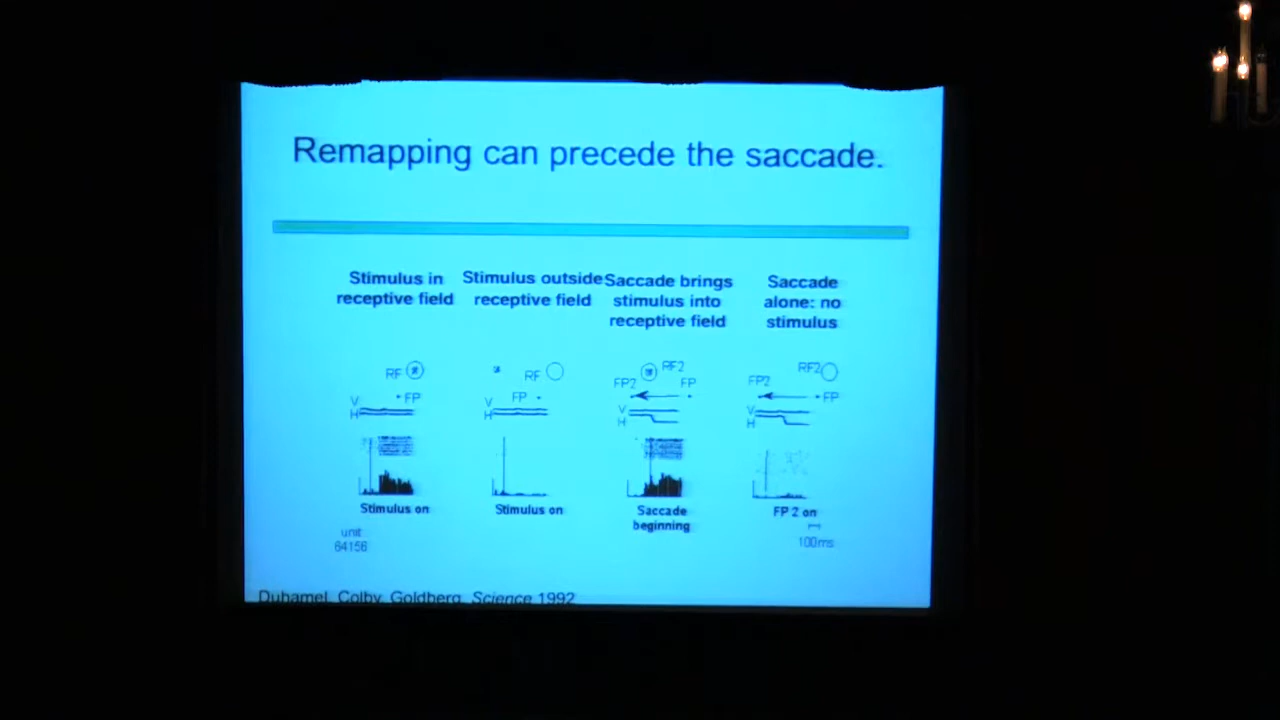 Remapping can precede the saccade.
Stimulus in
receptive field
Stimulus outside
receptive field
Saccade brings
stimulus into
receptive field
Saccade
alone: no
stimulus
RF
FP
V
H
RF
FP
V
H
RF2
FP2
FP
V
H
RF2
FP2
FP
V
H
Stimulus on
Stimulus on
Saccade
beginning
FP 2 on
unit
64156
100ms
Duhamel, Colby, Goldberg, Science 1992